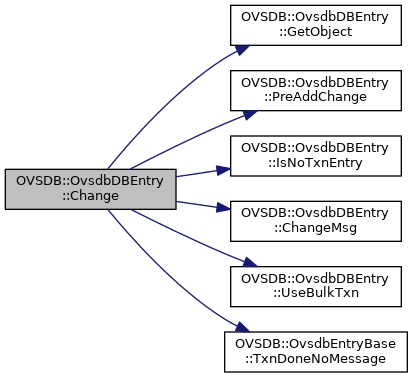 OVSDB::OvsdbDBEntry
::GetObject
OVSDB::OvsdbDBEntry
::PreAddChange
OVSDB::OvsdbDBEntry
::IsNoTxnEntry
OVSDB::OvsdbDBEntry
::Change
OVSDB::OvsdbDBEntry
::ChangeMsg
OVSDB::OvsdbDBEntry
::UseBulkTxn
OVSDB::OvsdbEntryBase
::TxnDoneNoMessage